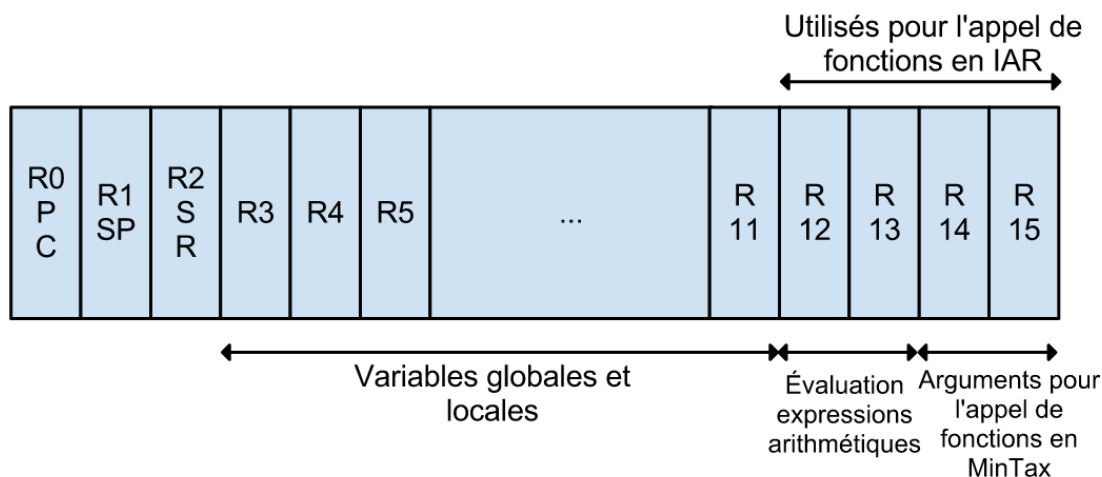 Utilisés pour l'appel de
fonctions en IAR
R0
P
C
R1
SP
R2
S
R
R3
R4
R5
...
R
11
R
12
R
13
R
14
R
15
Variables globales et
locales
Évaluation
expressions
arithmétiques
Arguments pour
l'appel de
fonctions en
MinTax